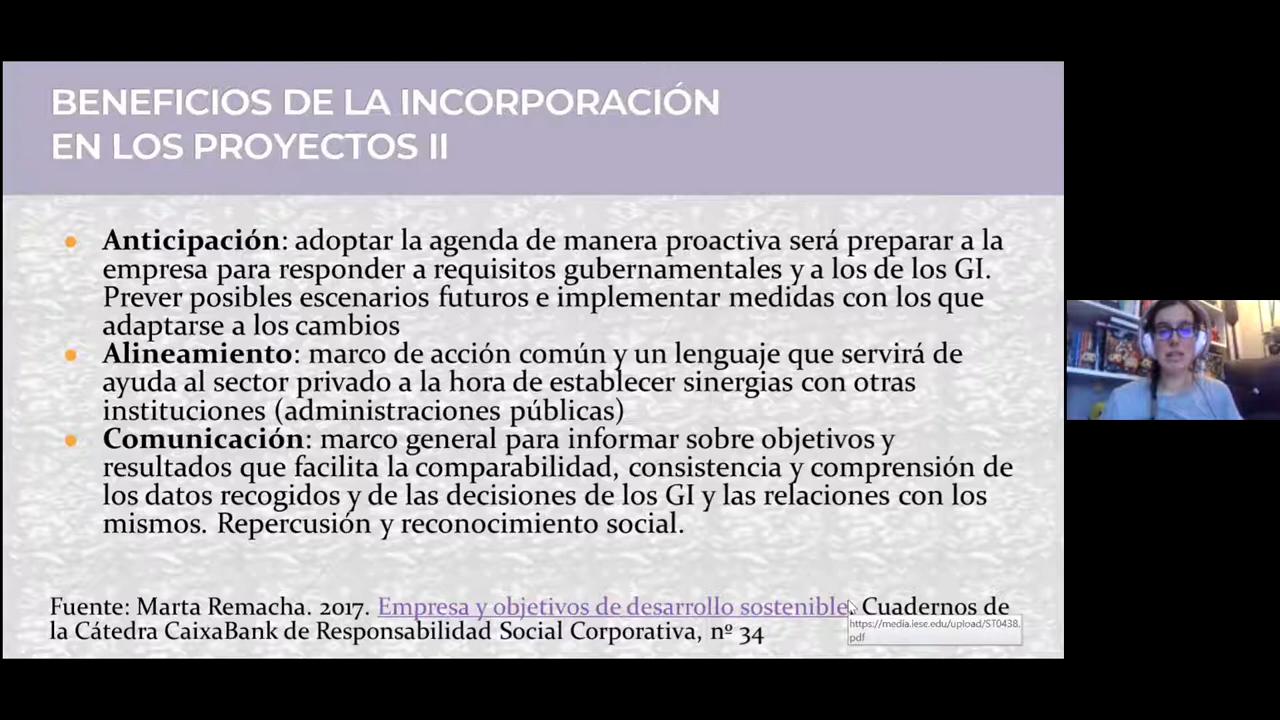 BENEFICIOS DE LA INCORPORACIÓN
EN LOS PROYECTOS II
● Anticipación: adoptar la agenda de manera proactiva será preparar a la
empresa para responder a requisitos gubernamentales y a los de los GI.
Prever posibles escenarios futuros e implementar medidas con los que
adaptarse a los cambios
● Alineamiento: marco de acción común y un lenguaje que servirá de
ayuda al sector privado a la hora de establecer sinergias con otras
instituciones (administraciones públicas)
● Comunicación: marco general para informar sobre objetivos y
resultados que facilita la comparabilidad, consistencia y comprensión de
los datos recogidos y de las decisiones de los GI y las relaciones con los
mismos. Repercusión y reconocimiento social.
Fuente: Marta Remacha. 2017. Empresa y objetivos de desarrollo sostenible. Cuadernos de
la Cátedra CaixaBank de Responsabilidad Social Corporativa, nº 34
https://media.iese.edu/upload/ST0438.
pdf